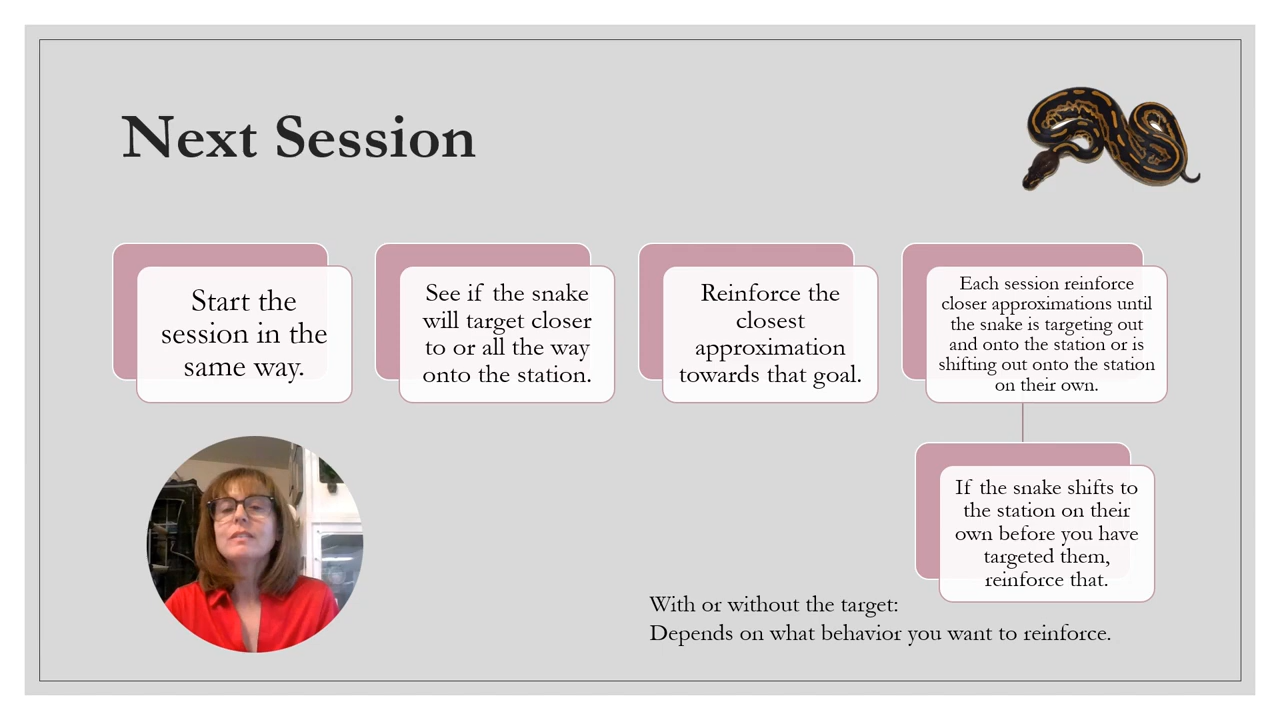 Next Session
Start the
session in the
same way.
See if the snake
will target closer
to or all the way
onto the station.
Reinforce the
closest
approximation
towards that goal.
Each session reinforce
closer approximations until
the snake is targeting out
and onto the station or is
shifting out onto the station
on their own.
If the snake shifts to
the station on their
own before you have
targeted them,
reinforce that.
With or without the target:
Depends on what behavior you want to reinforce.